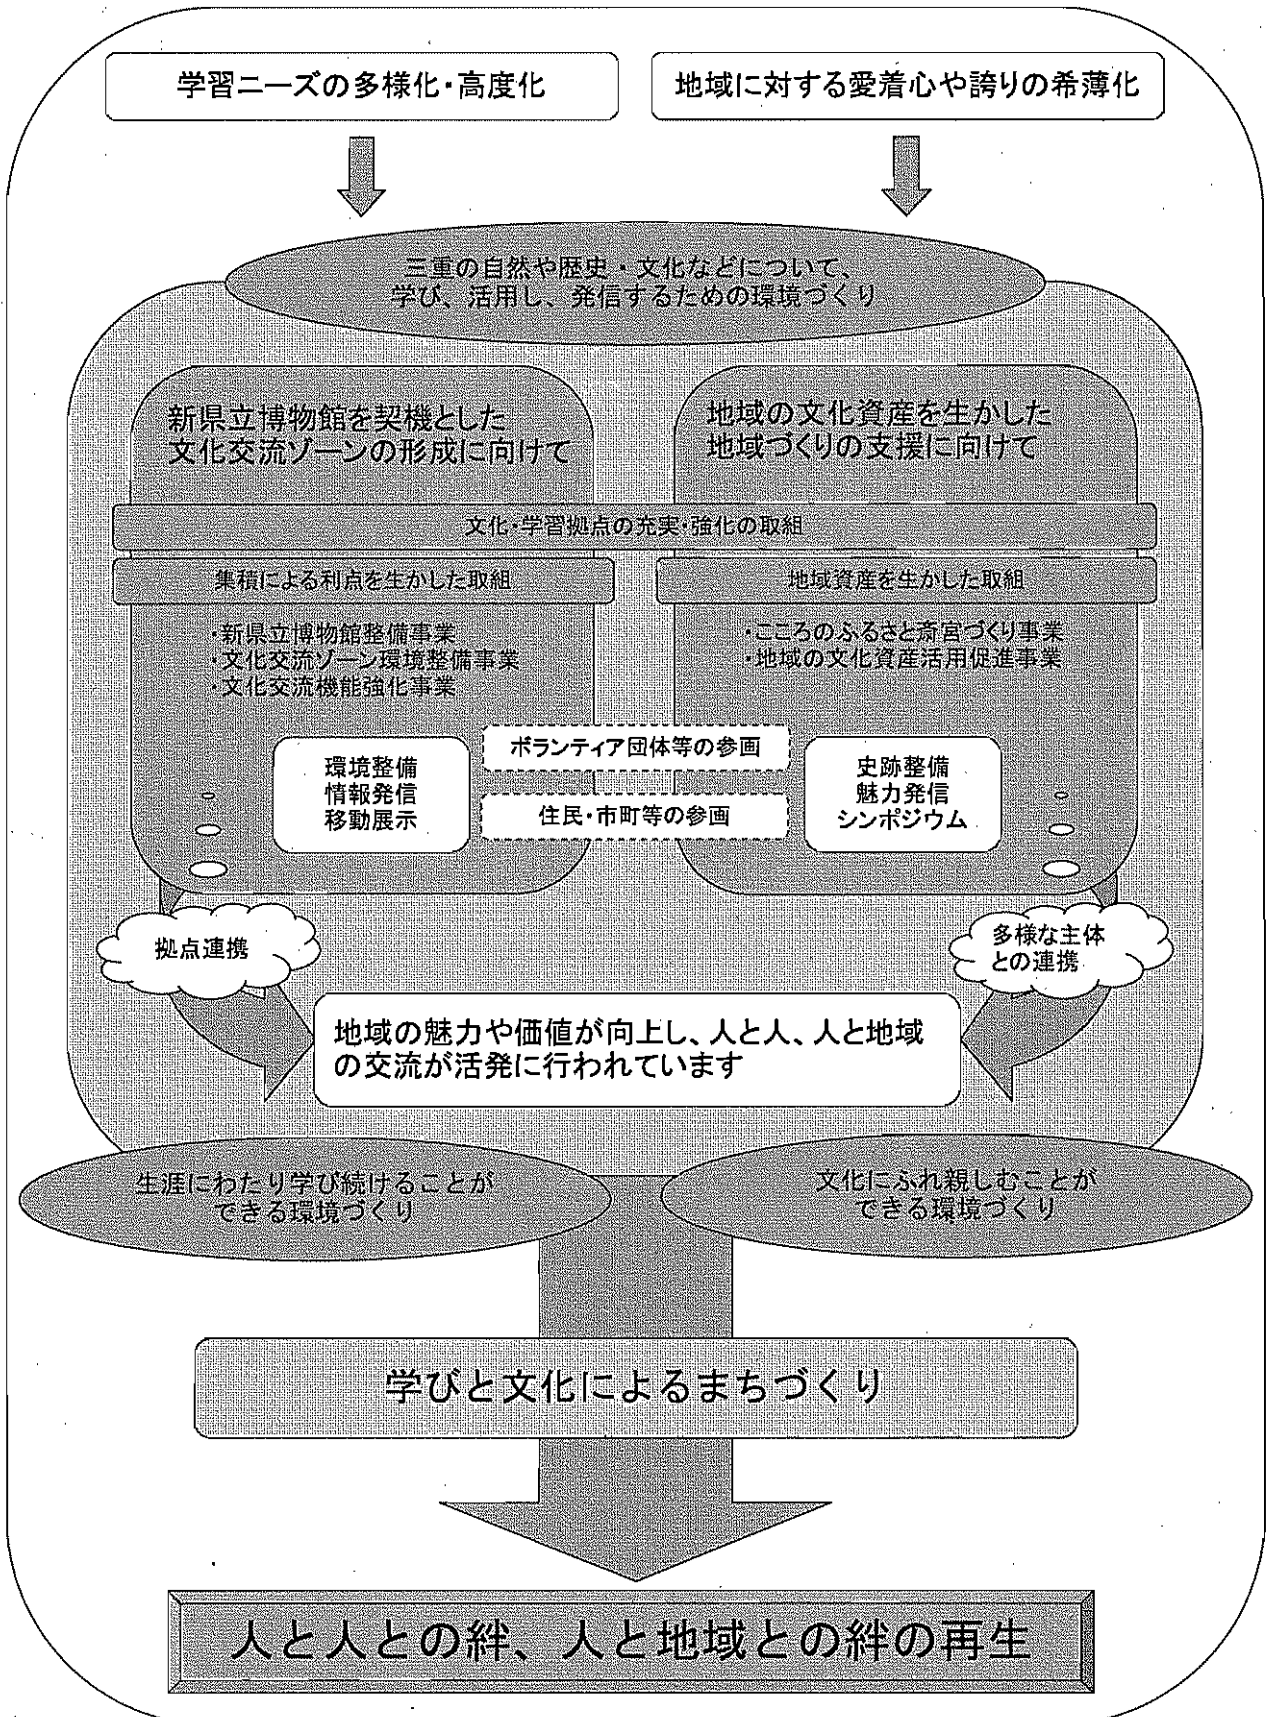 学習ニーズの多様化・高度化
地域に対する愛着心や誇りの希薄化
三重の自然や歴史・文化などについて、
学び、活用し、発信するための環境づくり
新県立博物館を契機とした
文化交流ゾーンの形成に向けて
地域の文化資産を生かした
地域づくりの支援に向けて
文化・学習拠点の充実・強化の取組
集積による利点を生かした取組
地域資産を生かした取組
・新県立博物館整備事業
・文化交流ゾーン環境整備事業
・文化交流機能強化事業
・こころのふるさと斎宮づくり事業
・地域の文化資産活用促進事業
ボランティア団体等の参画
住民・市町等の参画
環境整備
情報発信
移動展示
史跡整備
魅力発信
シンポジウム
拠点連携
多様な主体
との連携
地域の魅力や価値が向上し、人と人、人と地域
の交流が活発に行われています
生涯にわたり学び続けることが
できる環境づくり
文化にふれ親しむことが
できる環境づくり
学びと文化によるまちづくり
人と人との絆、人と地域との絆の再生